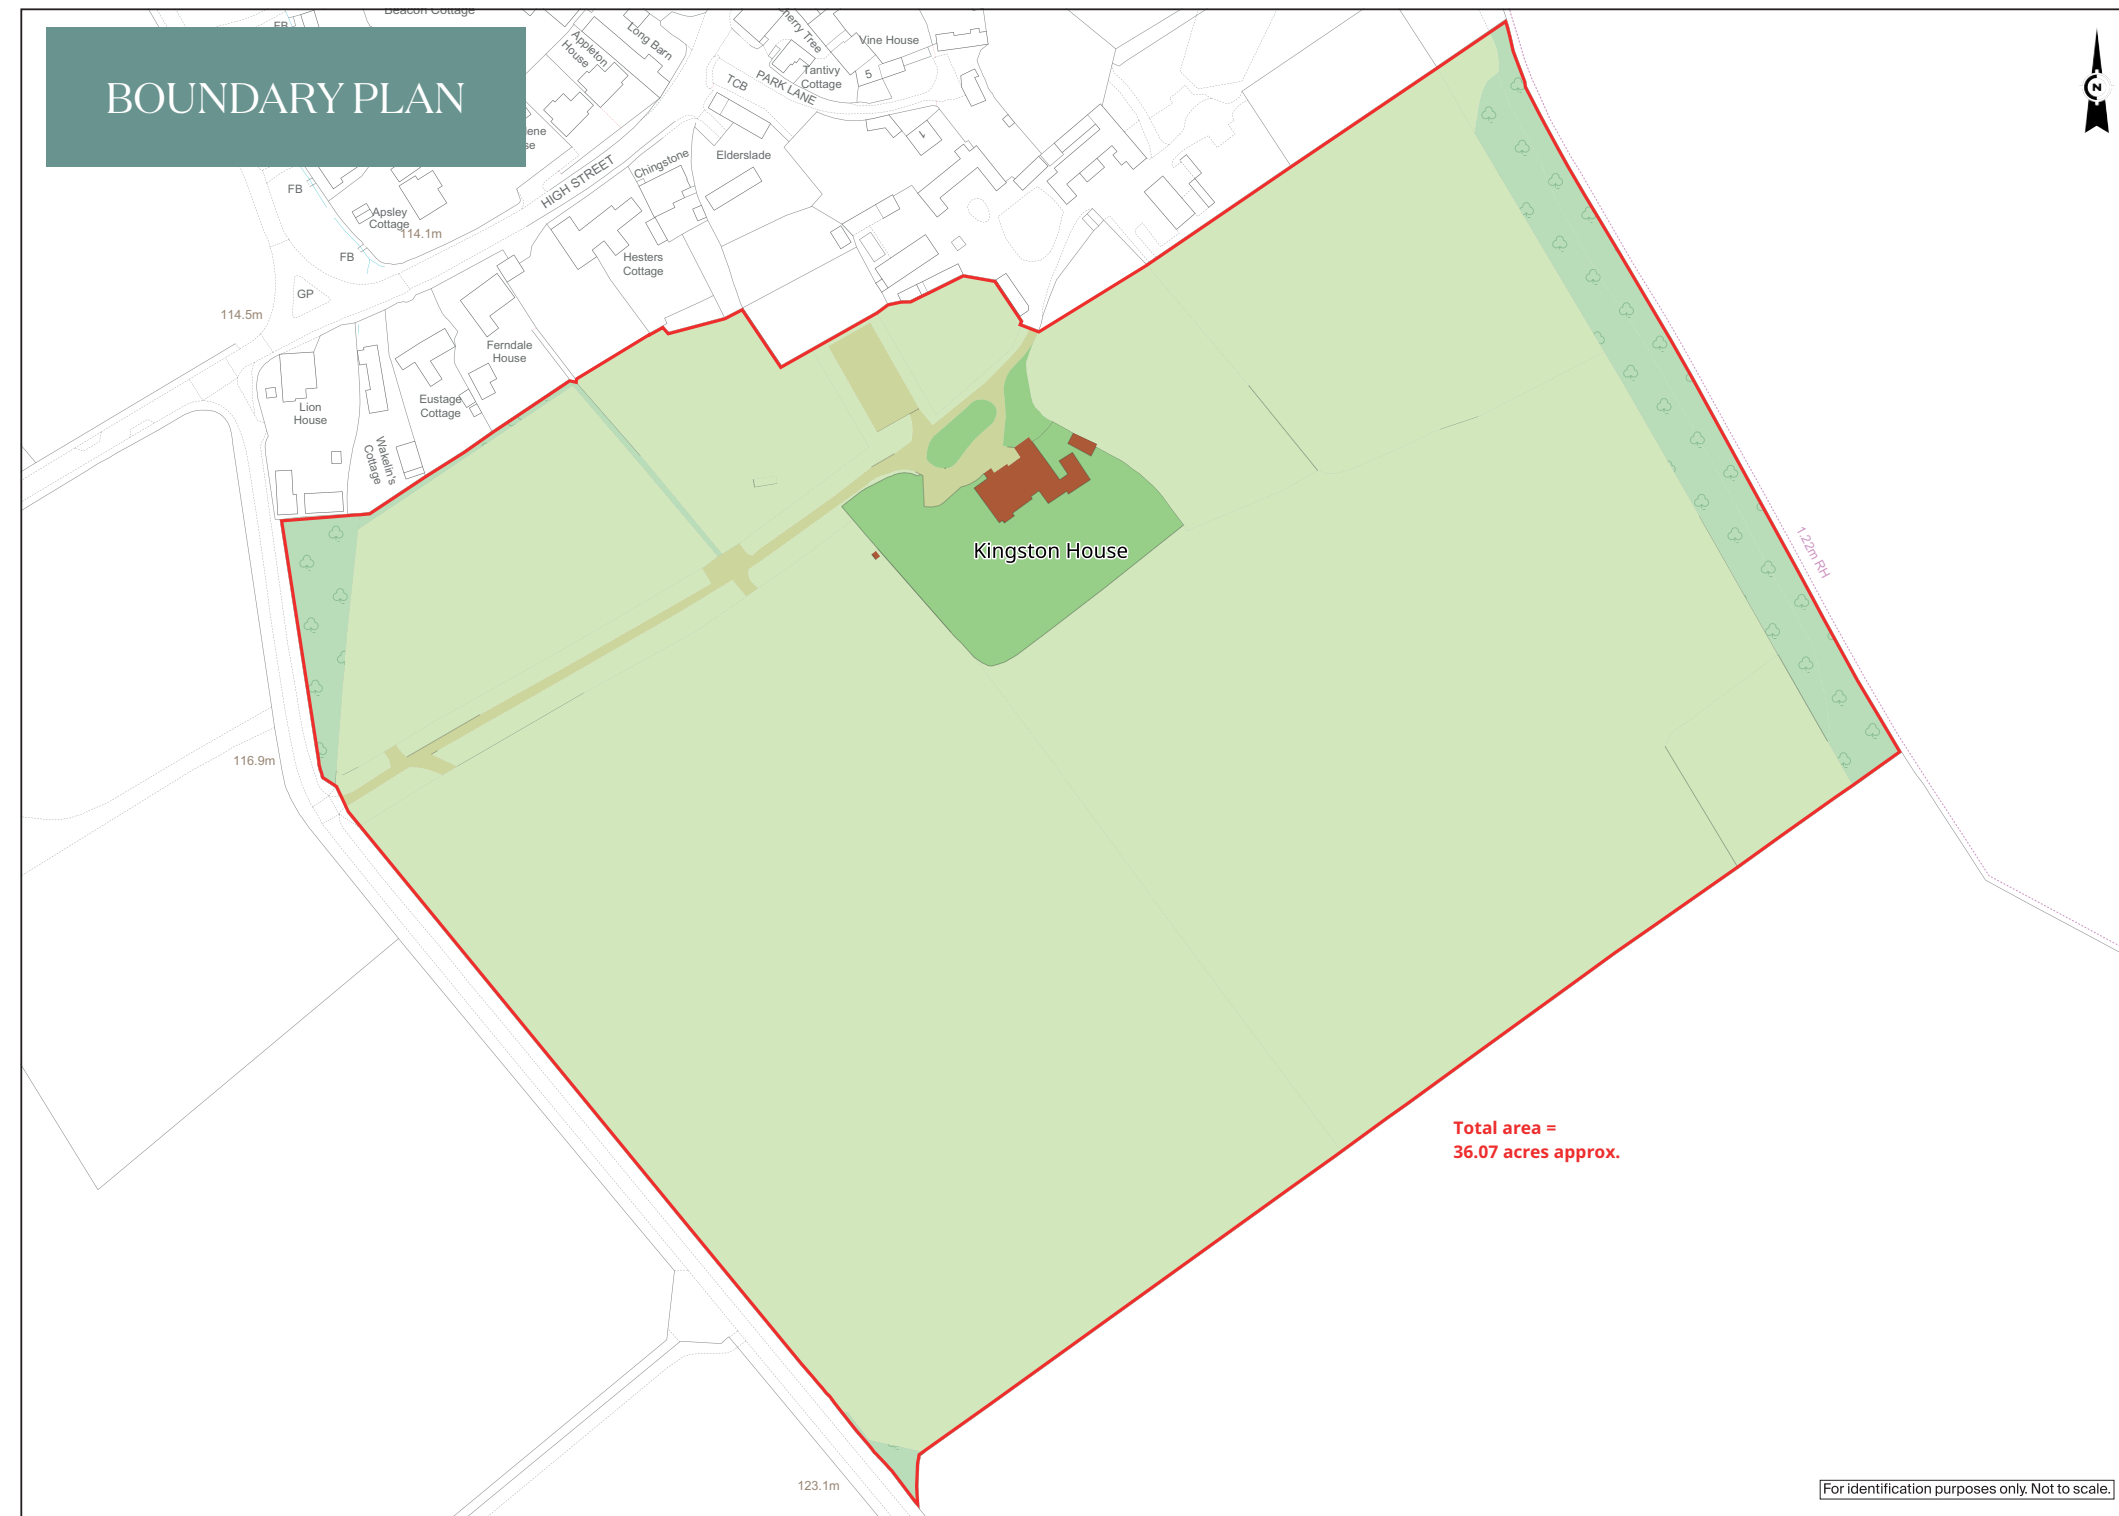 Beacon Cottage
FB
BOUNDARY PLAN
Appleton
House
Long Barn
Cherry Tree
Vine House
Tantivy
Cottage
5
TCB
PARK LANE
1
ene
se
HIGH STREET
Chingstone
Elderslade
FB
Apsley
Cottage
114.1m
FB
Hesters
Cottage
GP
114.5m
Ferndale
House
Lion
House
Eustage
Cottage
Wakelin's
Cottage
N
Kingston House
1.22m RH
116.9m
Total area =
36.07 acres approx.
123.1m
For identification purposes only. Not to scale.